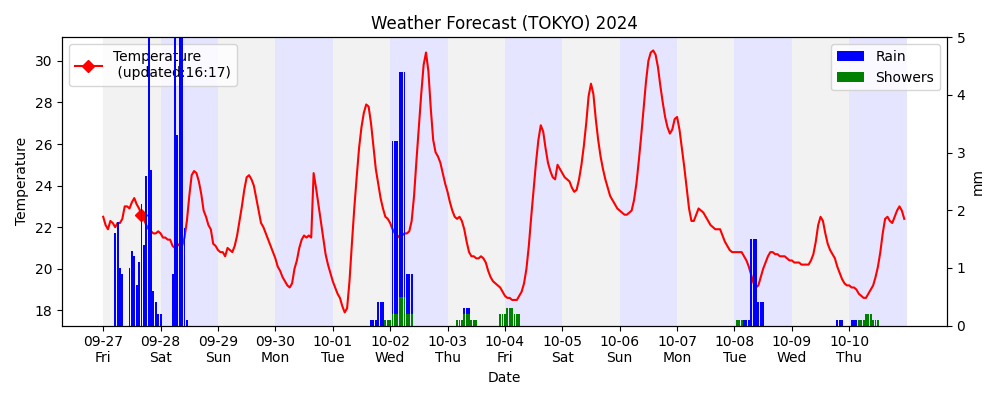 Weather Forecast (TOKYO) 2024
Temperature
(updated:16:17)
Rain
Showers
Temperature
30
28
26
24
22
20
18
5
4
3
2
1
0
mm
09-27 09-28 09-29 09-30 10-01 10-02 10-03 10-04 10-05 10-06 10-07 10-08 10-09 10-10
Fri Sat Sun Mon Tue Wed Thu Fri Sat Sun Mon Tue Wed Thu
Date